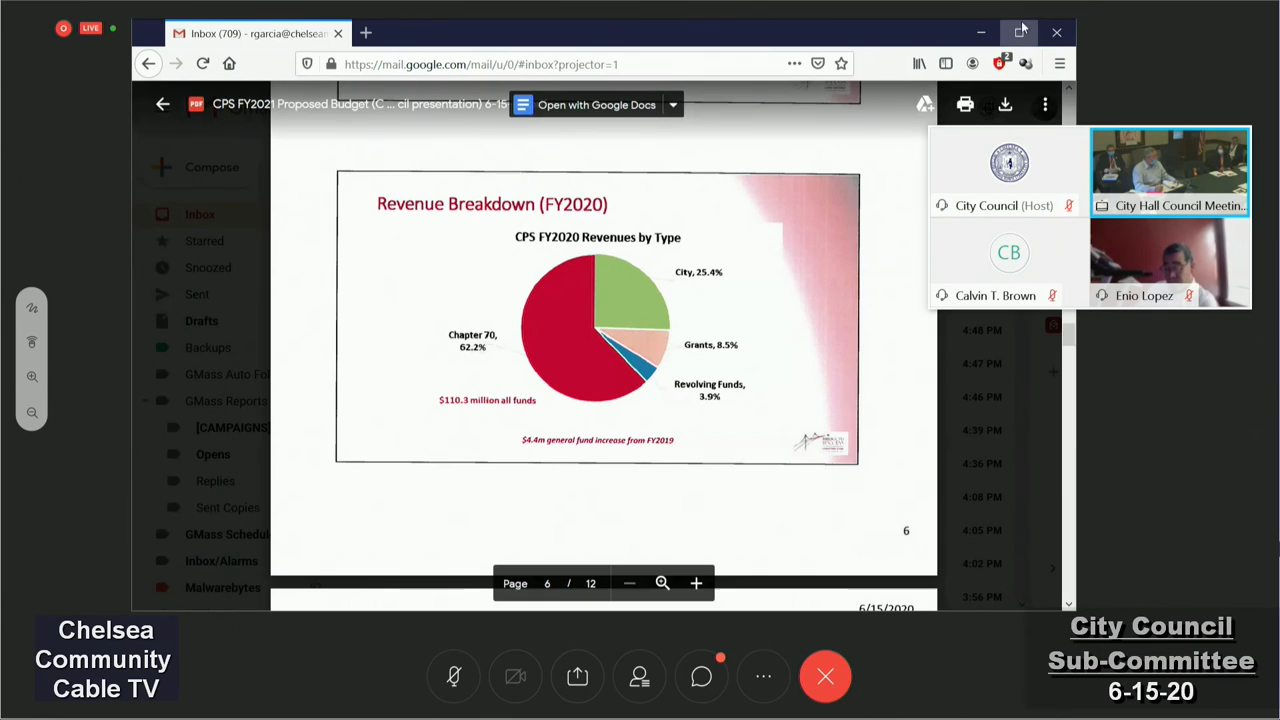 LIVE
Inbox (709) - rgarcia@chelsea
https://mail.google.com/mail/u/0/#inbox?projector=1
2
PDF
CPS FY2021 Proposed Budget (C ... cil presentation) 6-15
Open with Google Docs
Compose
Inbox
Starred
Snoozed
Sent
Drafts
Backups
GMass Auto Fol
GMass Reports
[CAMPAIGNS]
Opens
Replies
Sent Copies
GMass Schedu
Inbox/Alarms
Malwarebytes
Revenue Breakdown (FY2020)
CPS FY2020 Revenues by Type
City, 25.4%
Grants, 8.5%
Revolving Funds,
3.9%
Chapter 70,
62.2%
$110.3 million all funds
$4.4m general fund increase from FY2019
6
Page 6 / 12
6/15/2020
City Council (Host)
City Hall Council Meetin...
CB
Calvin T. Brown
Enio Lopez
4:48 PM
4:47 PM
4:46 PM
4:39 PM
4:36 PM
4:08 PM
4:05 PM
4:02 PM
3:56 PM
Chelsea
Community
Cable TV
City Council
Sub-Committee
6-15-20